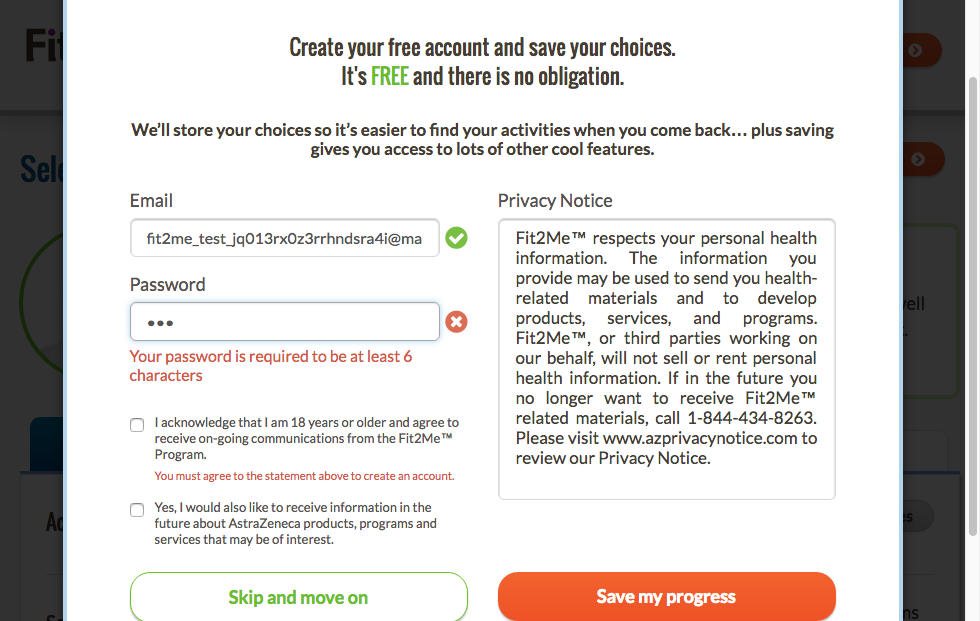 Fit
Create your free account and save your choices.
It's FREE and there is no obligation.
We'll store your choices so it's easier to find your activities when you come back... plus saving
gives you access to lots of other cool features.
Sele
Email
fit2me_test_jq013rx0z3rrhndsra4i@ma
Password
•••
Your password is required to be at least 6
characters
I acknowledge that I am 18 years or older and agree to
receive on-going communications from the Fit2Me™
Program.
You must agree to the statement above to create an account.
Yes, I would also like to receive information in the
future about AstraZeneca products, programs and
services that may be of interest.
Skip and move on
Privacy Notice
Fit2Me™ respects your personal health
information. The information you
provide may be used to send you health-
related materials and to develop
products, services, and programs.
Fit2Me™, or third parties working on
our behalf, will not sell or rent personal
health information. If in the future you
no longer want to receive Fit2Me™
related materials, call 1-844-434-8263.
Please visit www.azprivacynotice.com to
review our Privacy Notice.
Save my progress
ell